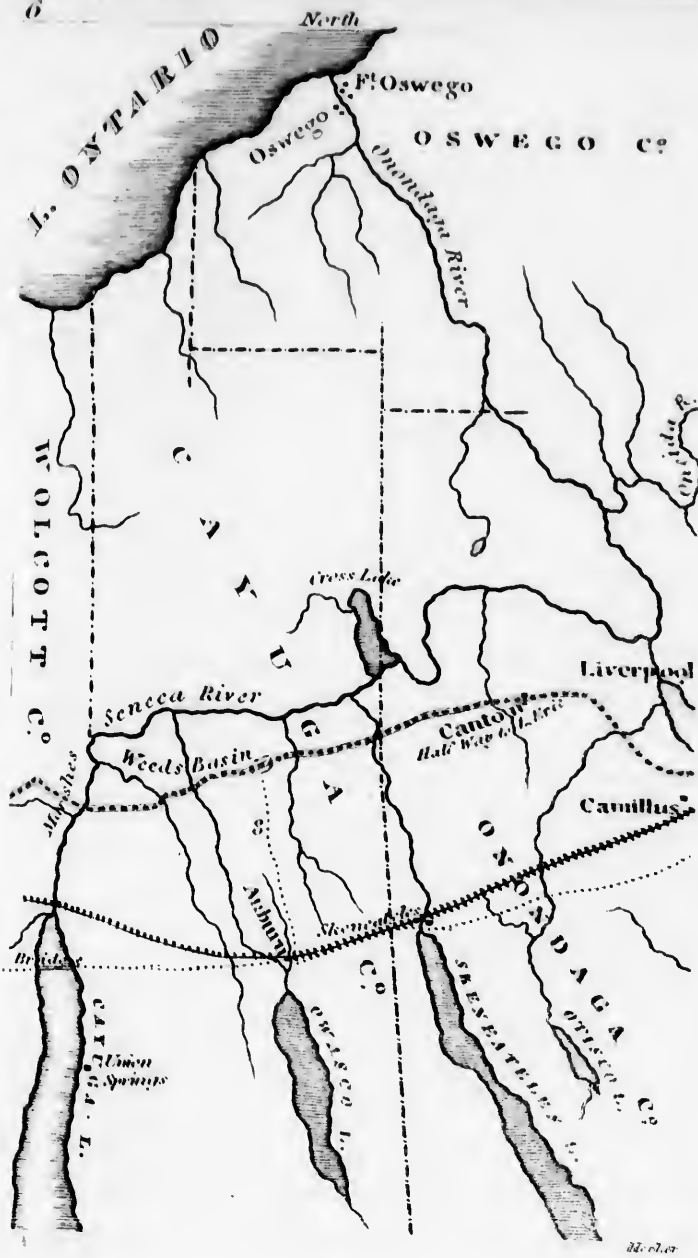 6
North
L. ONTARIO
Ft. Oswego
Oswego
OSWEGO Co.
Onondaga River
WOLCOTT Co.
CAYUGA Co.
Cross Lake
Seneca River
Liverpool
Canton
Half Way to L. Erie
Weeds Basin
Marshes
Camillus
8
ONONDAGA Co.
Auburn
Skeneateles
Bridge
CAYUGA L.
Union
Springs
OWASCO L.
SKENEATELES L.
OTISCO L.